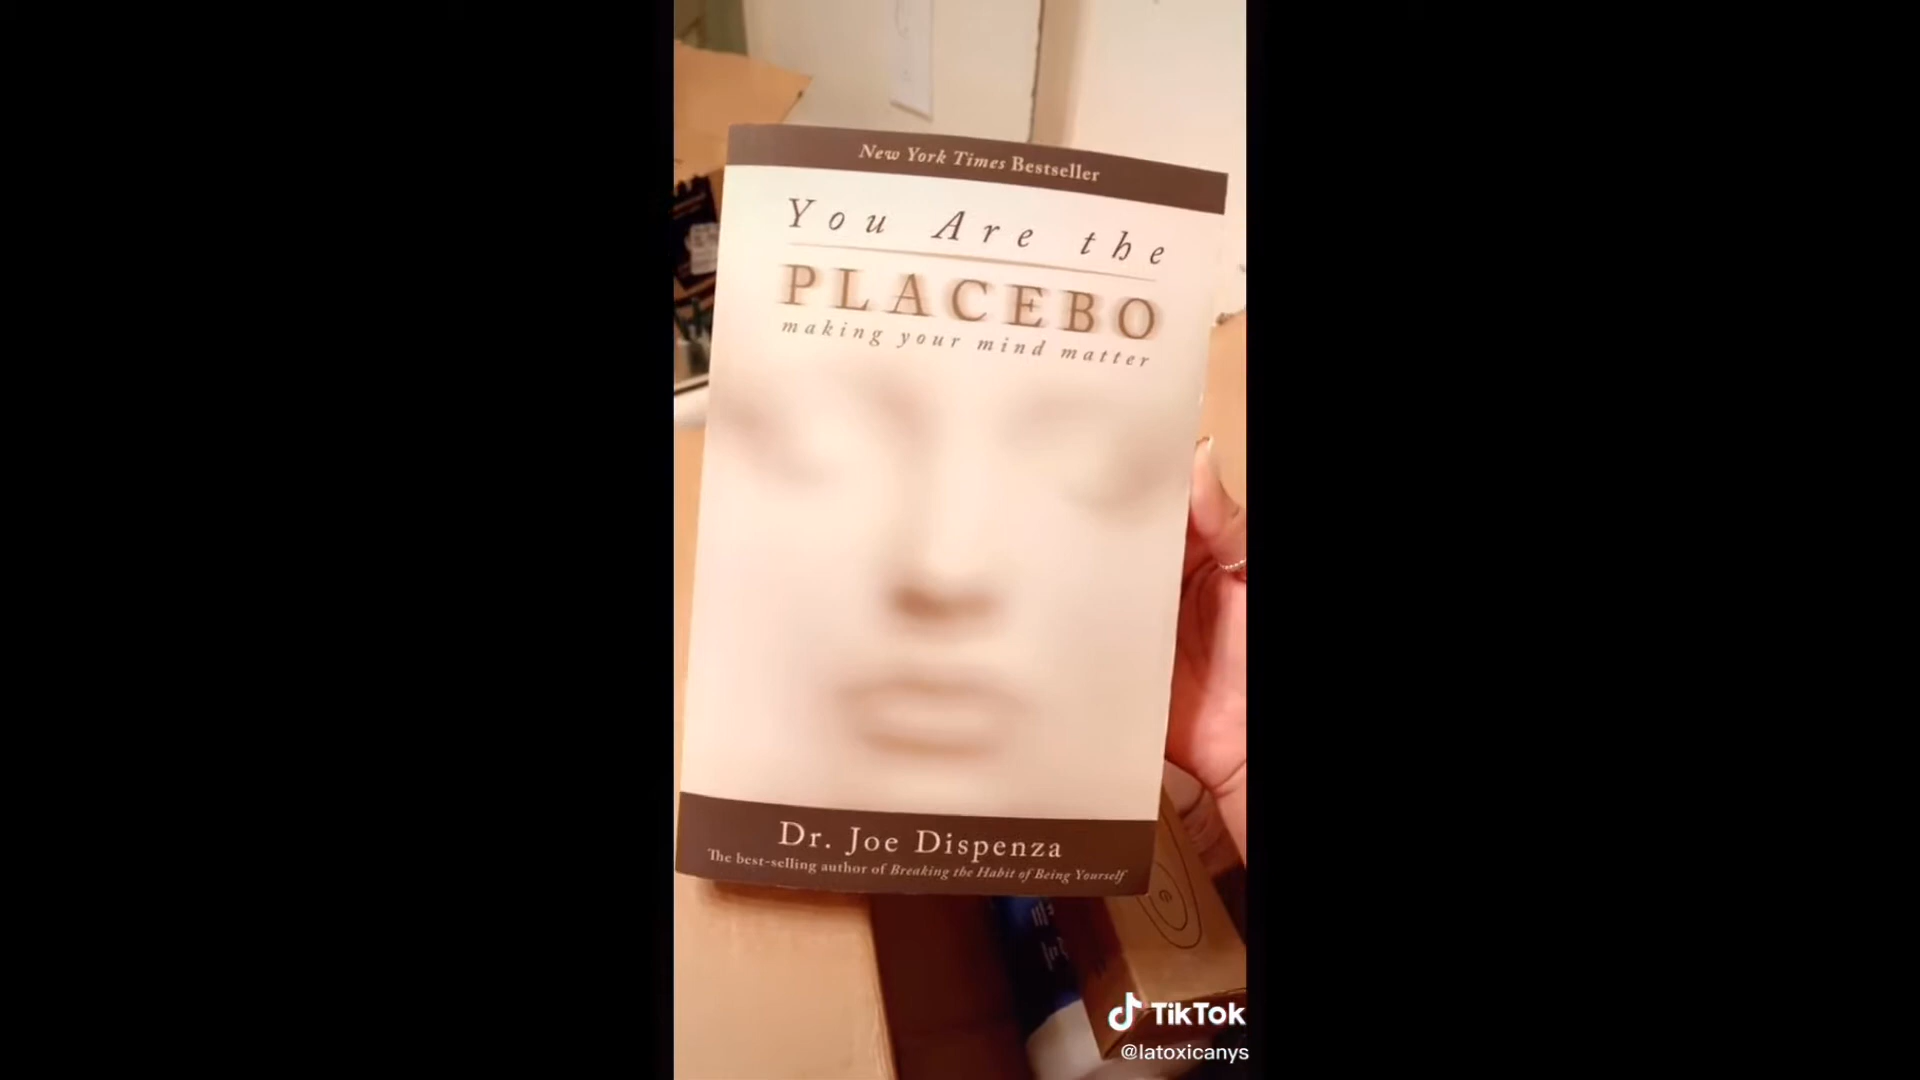 New York Times Bestseller
You Are the
PLACEBO
making your mind matter
Dr. Joe Dispenza
The best-selling author of Breaking the Habit of Being Yourself
TikTok
@latoxicanys